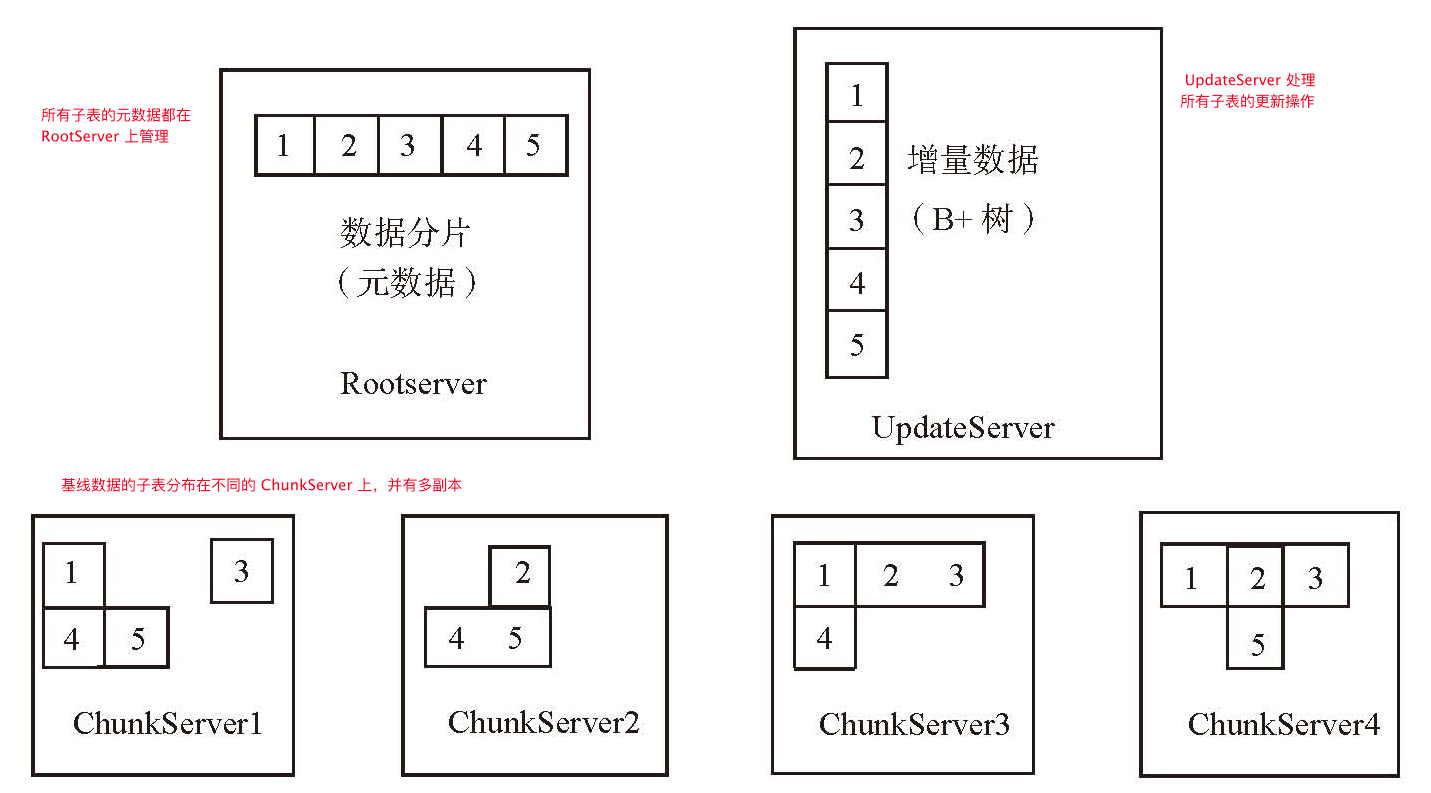 所有子表的元数据都在
RootServer 上管理
1 2 3 4 5
数据分片
（元数据）
Rootserver
UpdateServer 处理
所有子表的更新操作
1
2
3
4
5
增量数据
（B+ 树）
UpdateServer
基线数据的子表分布在不同的 ChunkServer 上，并有多副本
1 3
4 5
ChunkServer1
2
4 5
ChunkServer2
1 2 3
4
ChunkServer3
1 2 3
5
ChunkServer4